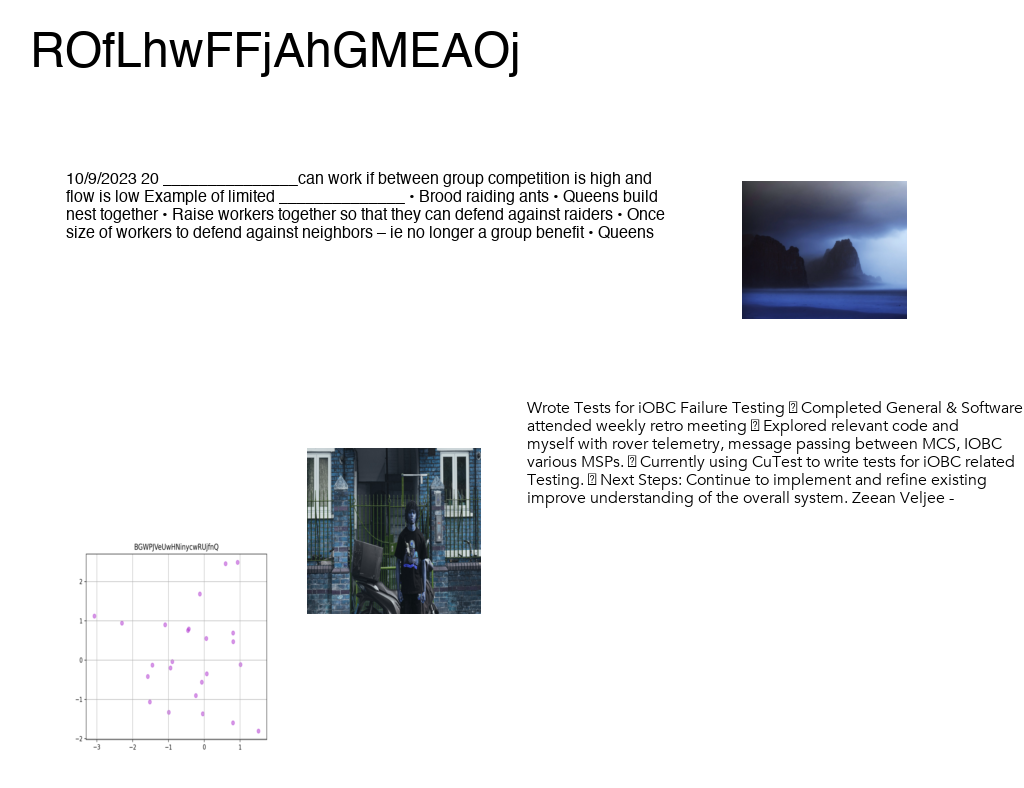 ROfLhwFFjAhGMEAOj
10/9/2023 20 ________________can work if between group competition is high and
flow is low Example of limited _______________ • Brood raiding ants • Queens build
nest together • Raise workers together so that they can defend against raiders • Once
size of workers to defend against neighbors – ie no longer a group benefit • Queens
Wrote Tests for iOBC Failure Testing  Completed General & Software
attended weekly retro meeting  Explored relevant code and
myself with rover telemetry, message passing between MCS, IOBC
various MSPs.  Currently using CuTest to write tests for iOBC related
Testing.  Next Steps: Continue to implement and refine existing
improve understanding of the overall system. Zeean Veljee -
BGWPJVeUwHNinycwRUjfnQ
2
1
0
−1
−2
−3 −2 −1 0 1